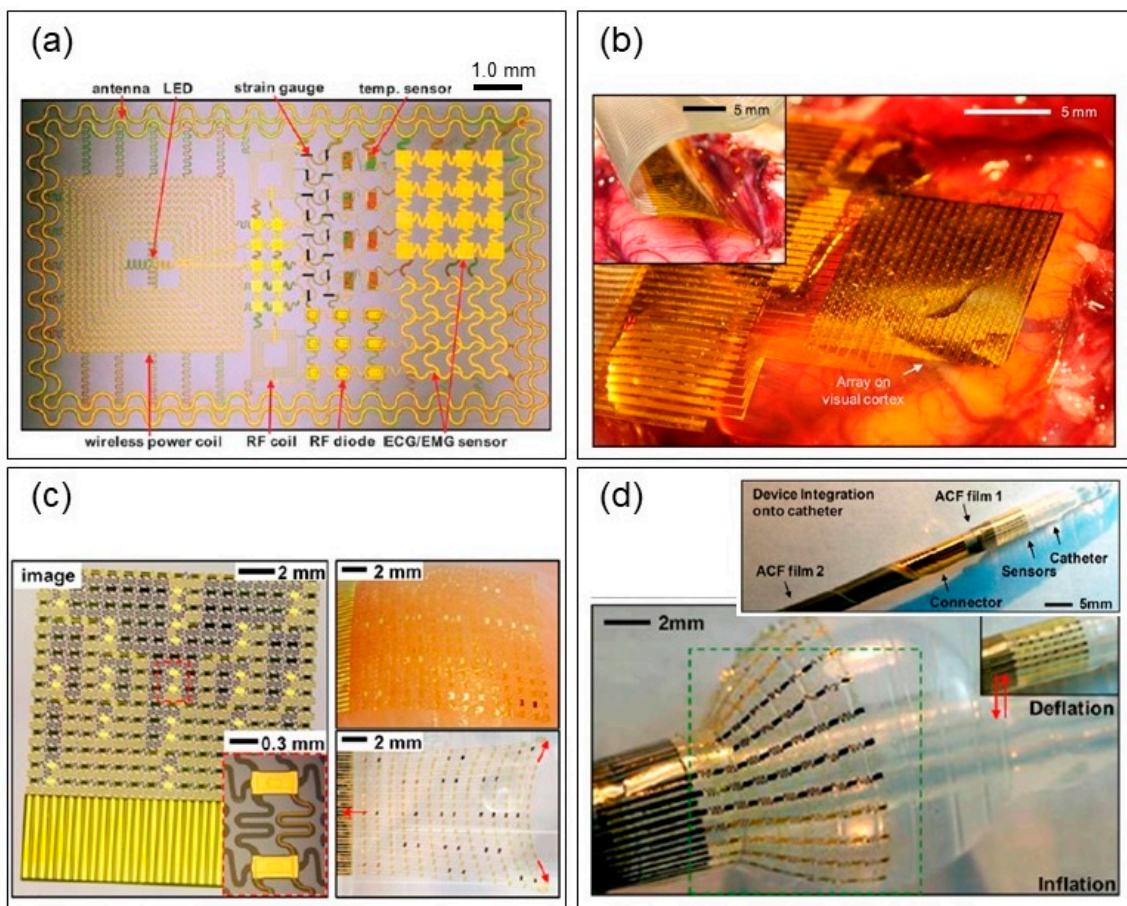 (a)
1.0 mm
antenna
LED
strain gauge
temp. sensor
wireless power coil
RF coil
RF diode
ECG/EMG sensor
(b)
5 mm
5 mm
Array on
visual cortex
(c)
image
2 mm
0.3 mm
2 mm
2 mm
(d)
Device Integration
onto catheter
ACF film 1
Catheter
Sensors
ACF film 2
Connector
5mm
2mm
Deflation
Inflation